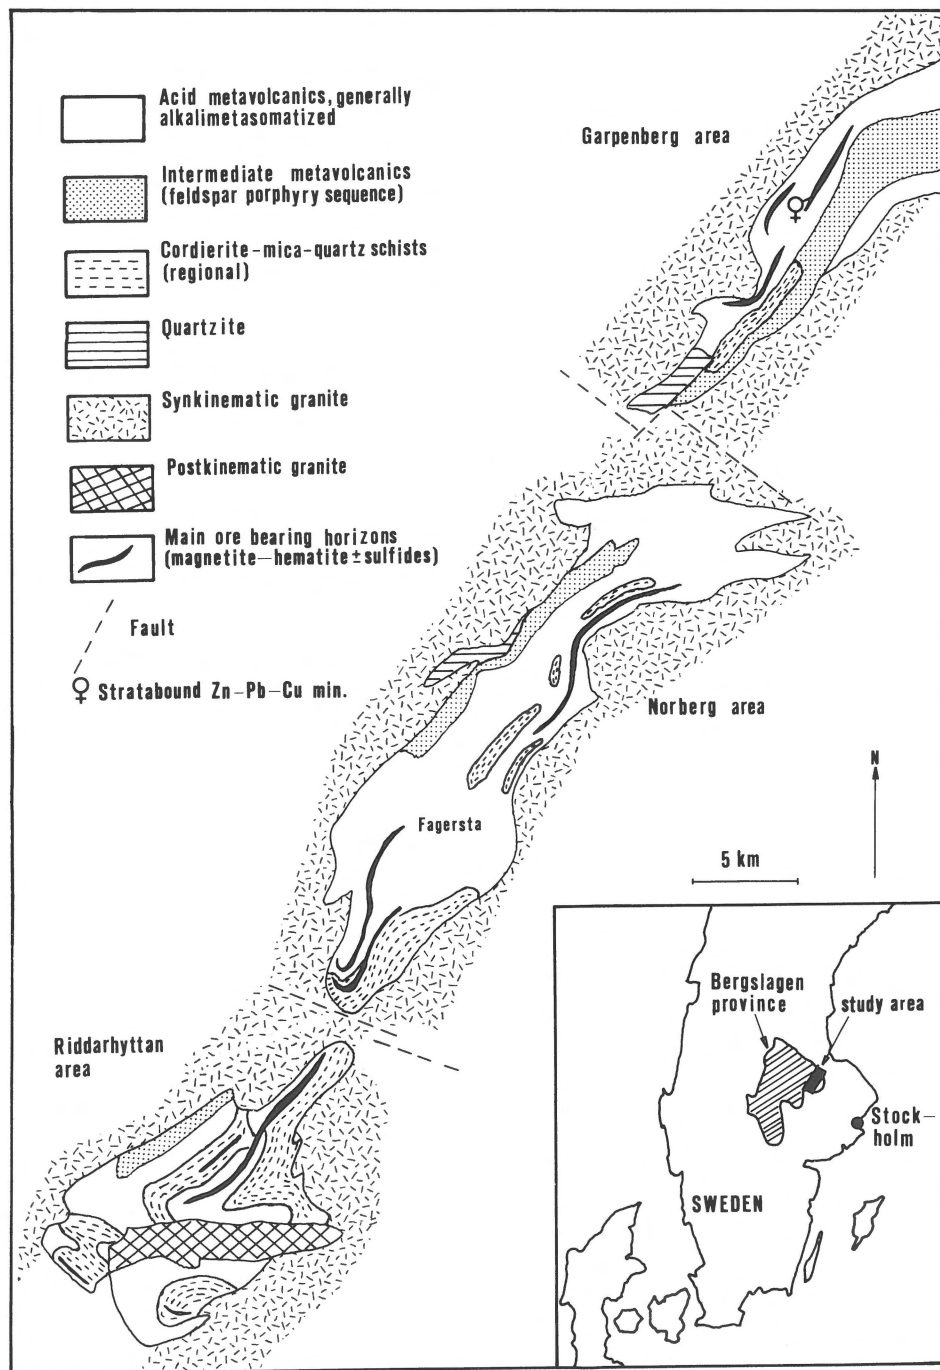 Acid metavolcanics, generally
alkalimetasomatized
Intermediate metavolcanics
(feldspar porphyry sequence)
Cordierite-mica-quartz schists
(regional)
Quartzite
Synkinematic granite
Postkinematic granite
Main ore bearing horizons
(magnetite-hematite ± sulfides)
Fault
♀ Stratabound Zn-Pb-Cu min.
Garpenberg area
Norberg area
Fagersta
N
5 km
Riddarhyttan
area
Bergslagen
province
study area
Stock-
holm
SWEDEN